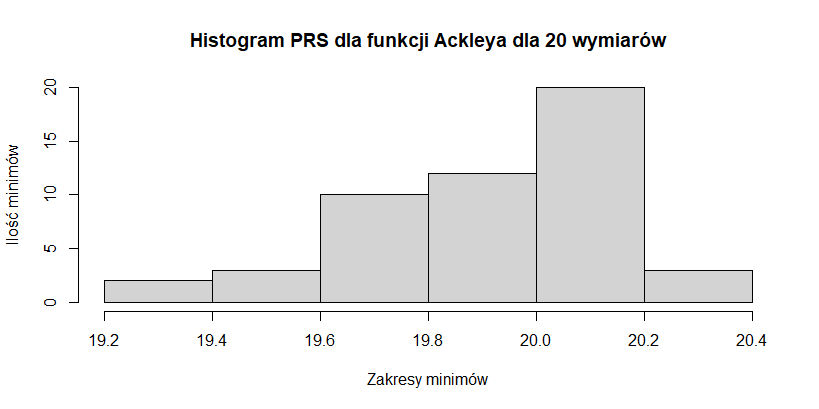 Histogram PRS dla funkcji Ackleya dla 20 wymiarów
Ilość minimów
20
15
10
5
0
19.2 19.4 19.6 19.8 20.0 20.2 20.4
Zakresy minimów